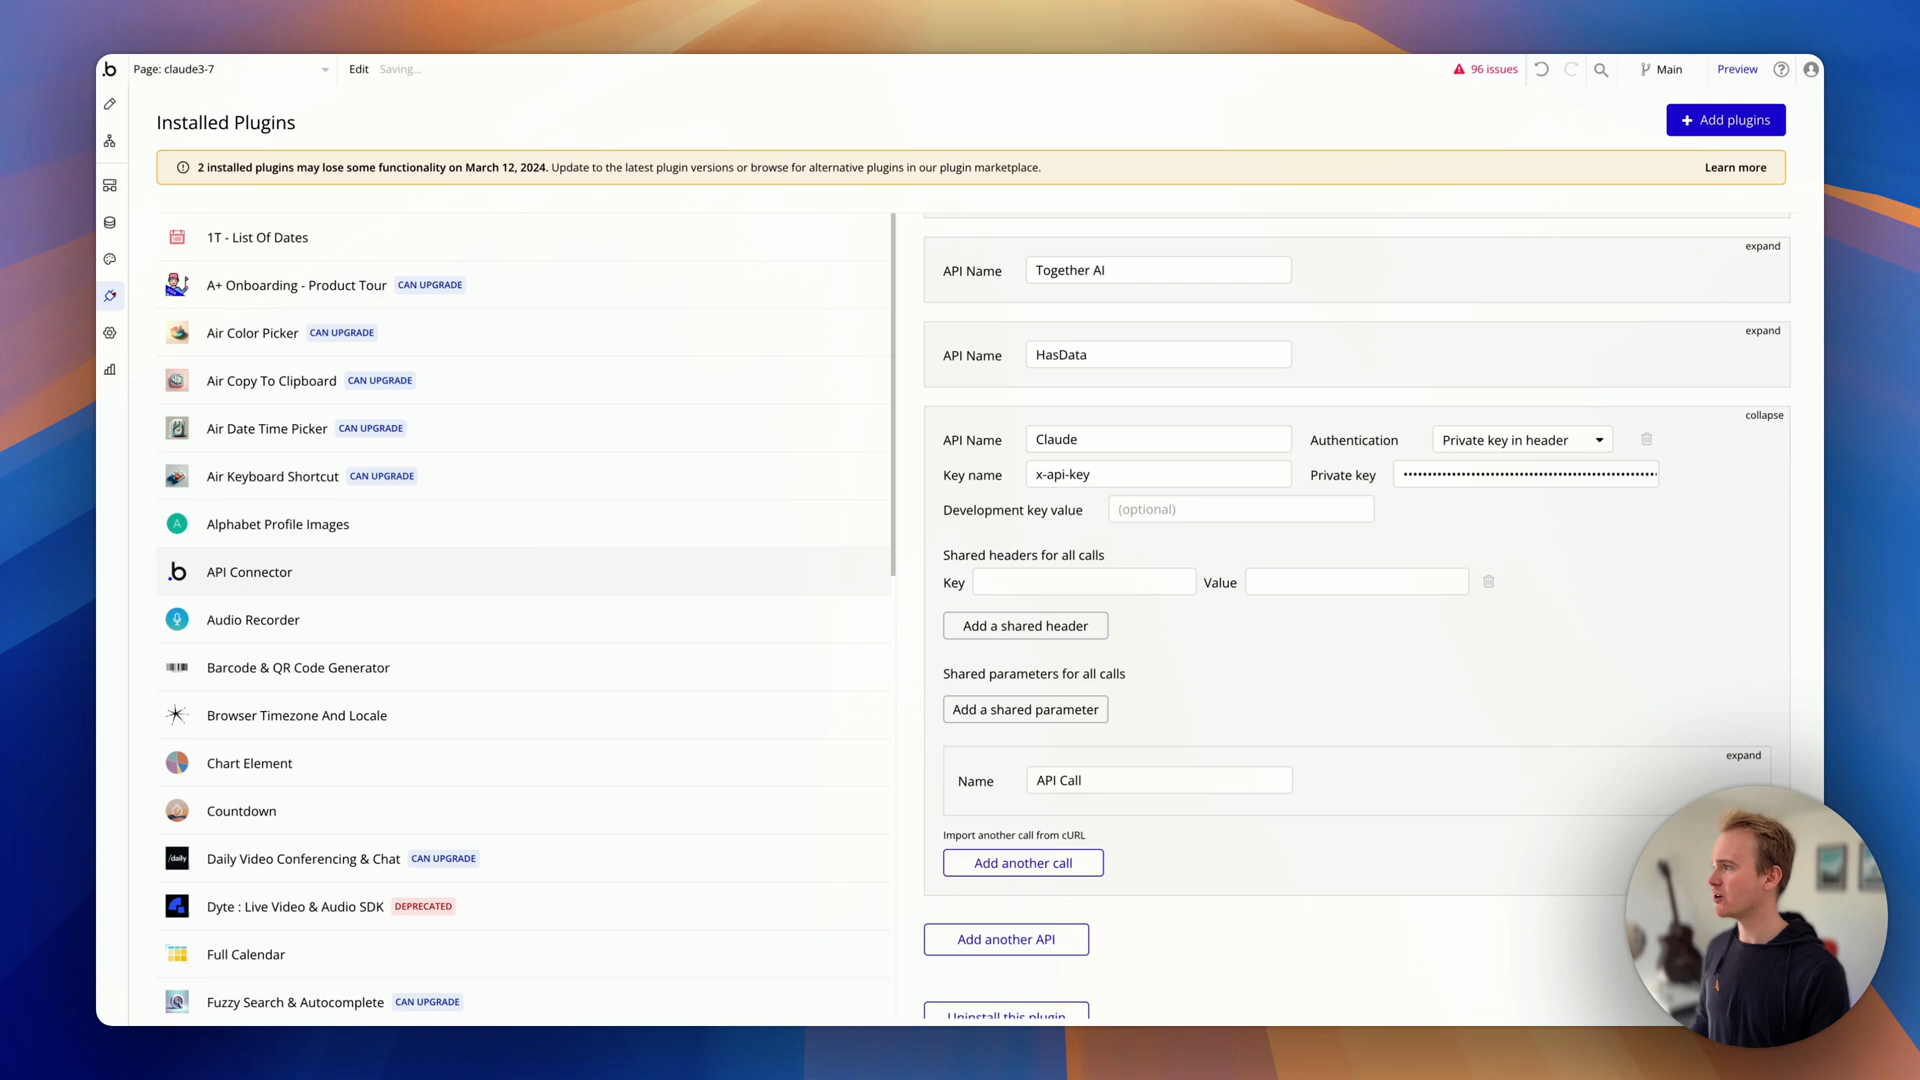 .b Page: claude3-7 Edit Saving... 96 issues Main Preview
Installed Plugins
+ Add plugins
2 installed plugins may lose some functionality on March 12, 2024. Update to the latest plugin versions or browse for alternative plugins in our plugin marketplace. Learn more
1T - List Of Dates
A+ Onboarding - Product Tour CAN UPGRADE
Air Color Picker CAN UPGRADE
Air Copy To Clipboard CAN UPGRADE
Air Date Time Picker CAN UPGRADE
Air Keyboard Shortcut CAN UPGRADE
A Alphabet Profile Images
.b API Connector
Audio Recorder
Barcode & QR Code Generator
Browser Timezone And Locale
Chart Element
Countdown
/daily Daily Video Conferencing & Chat CAN UPGRADE
Dyte : Live Video & Audio SDK DEPRECATED
Full Calendar
Fuzzy Search & Autocomplete CAN UPGRADE
expand
API Name Together AI
expand
API Name HasData
collapse
API Name Claude Authentication Private key in header
Key name x-api-key Private key
Development key value (optional)
Shared headers for all calls
Key Value
Add a shared header
Shared parameters for all calls
Add a shared parameter
expand
Name API Call
Import another call from cURL
Add another call
Add another API
Uninstall this plugin